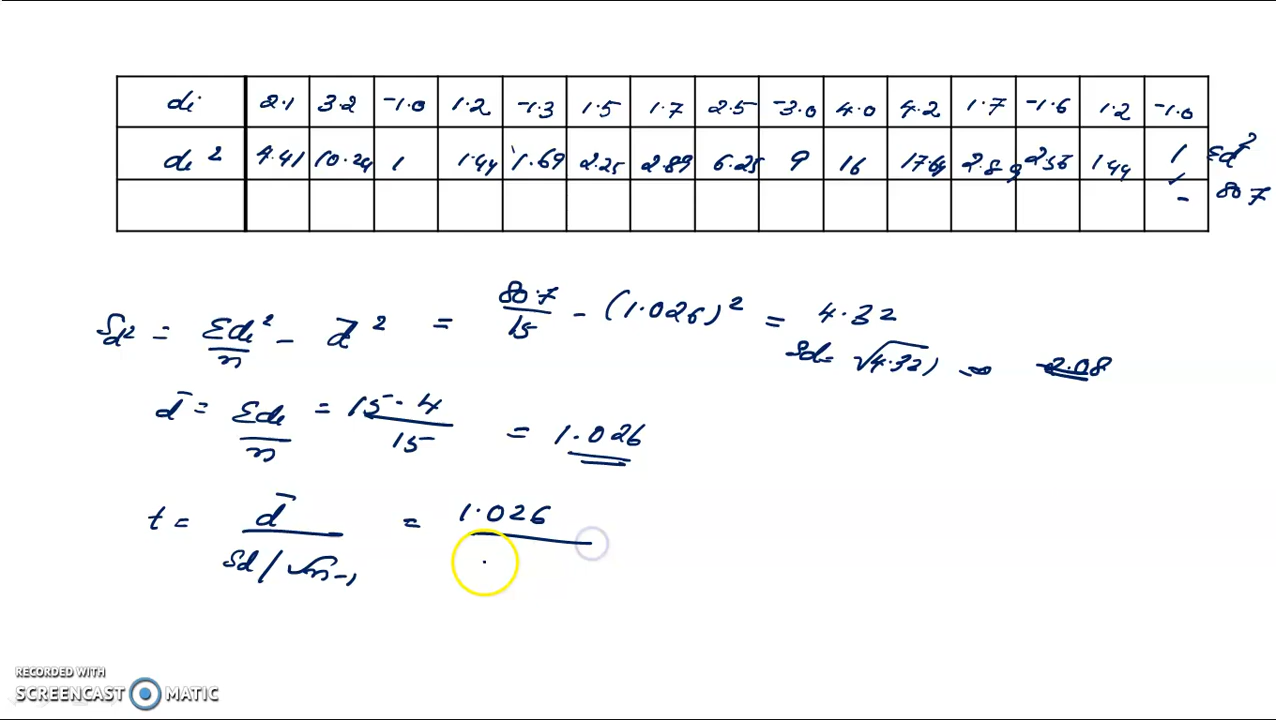 di 2.1 3.2 -1.0 1.2 -1.3 1.5 1.7 2.5 -3.0 4.0 4.2 1.7 -1.6 1.2 -1.0
di² 4.41 10.24 1 1.44 1.69 2.25 2.89 6.25 9 16 17.64 2.89 2.56 1.44 1 Σd²
- 80.7
Sd² = Σdi²/n - d̄² = 80.7/15 - (1.026)² = 4.32
Sd = √(4.32) = 2.08
d̄ = Σdi/n = 15.4/15 = 1.026
t = d̄ / Sd/√n-1 = 1.026
RECORDED WITH
SCREENCAST MATIC